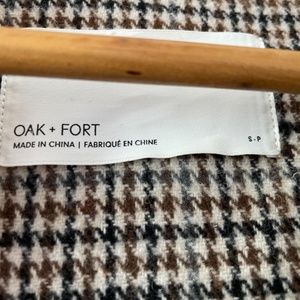 OAK + FORT
MADE IN CHINA | FABRIQUÉ EN CHINE
S-P